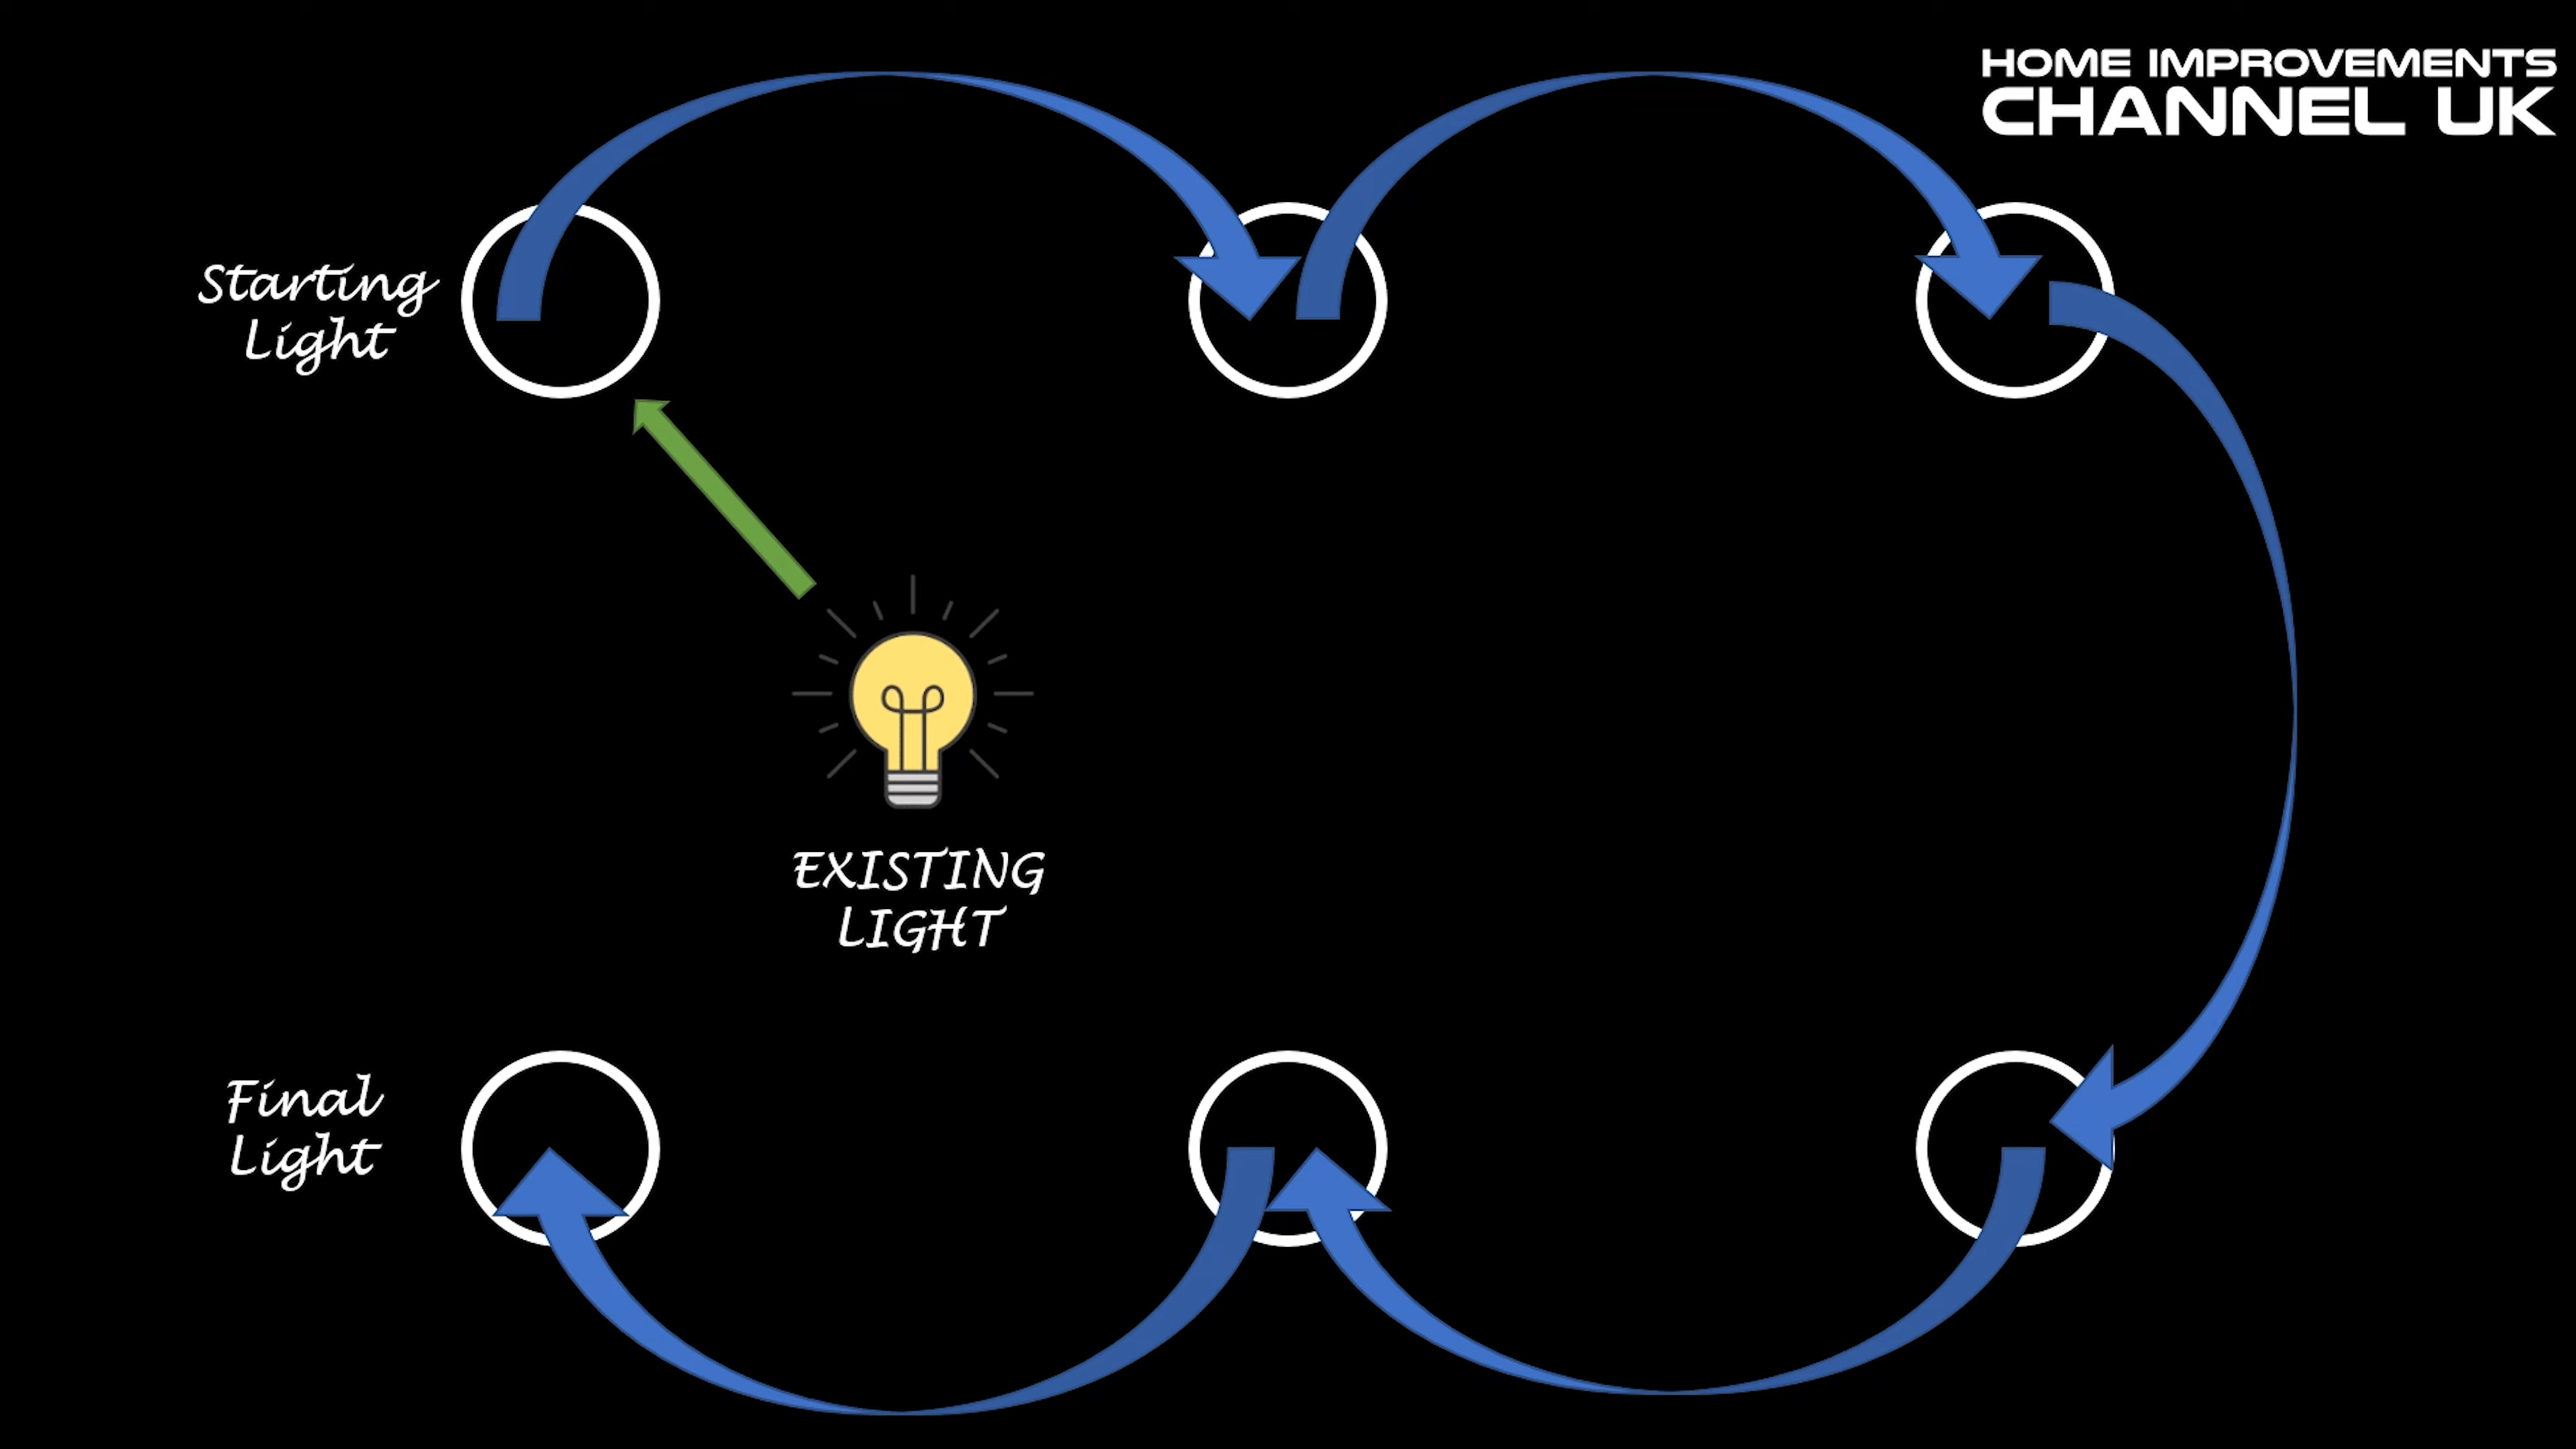 HOME IMPROVEMENTS
CHANNEL UK
Starting
Light
EXISTING
LIGHT
Final
Light